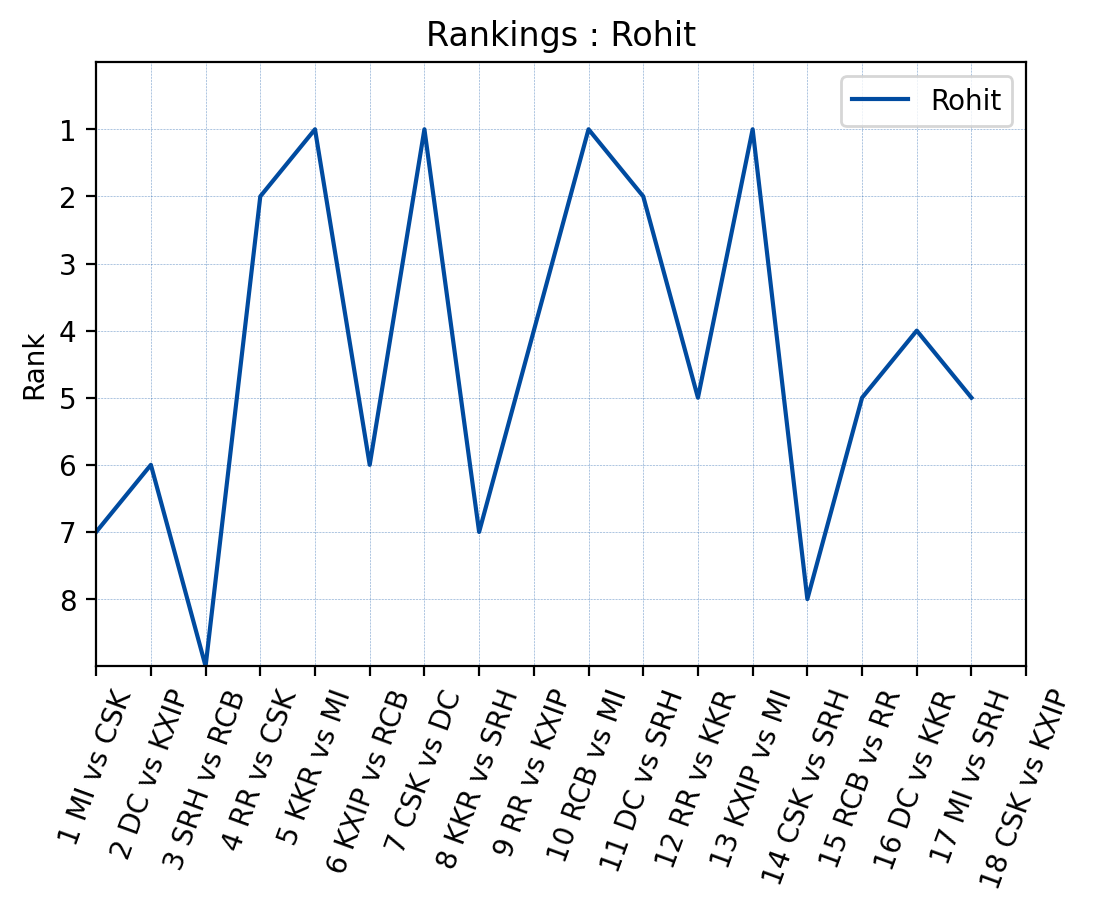 Rankings : Rohit
Rohit
Rank
1
2
3
4
5
6
7
8
1 MI vs CSK
2 DC vs KXIP
3 SRH vs RCB
4 RR vs CSK
5 KKR vs MI
6 KXIP vs RCB
7 CSK vs DC
8 KKR vs SRH
9 RR vs KXIP
10 RCB vs MI
11 DC vs SRH
12 RR vs KKR
13 KXIP vs MI
14 CSK vs SRH
15 RCB vs RR
16 DC vs KKR
17 MI vs SRH
18 CSK vs KXIP